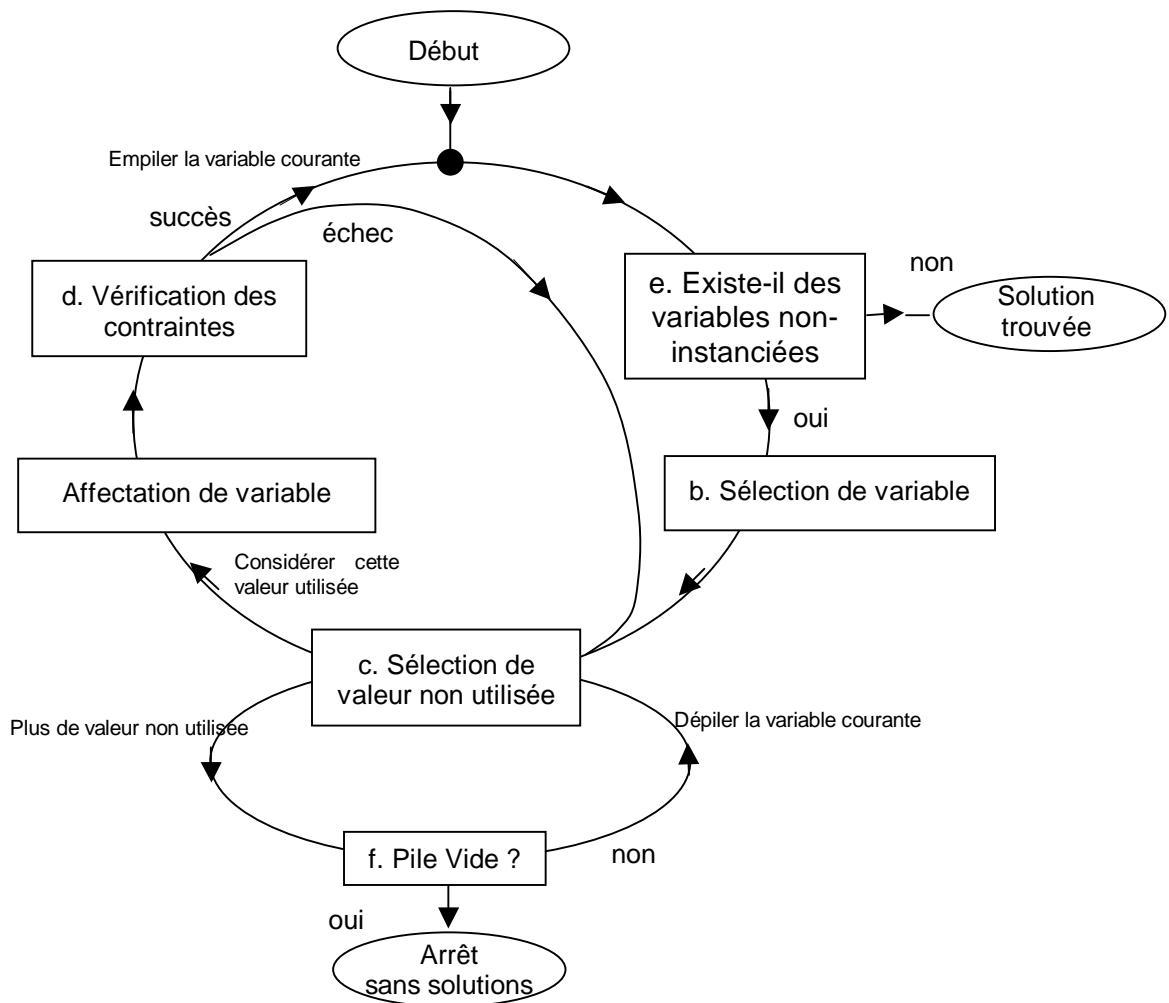 Début
Empiler la variable courante
succès
échec
d. Vérification des
contraintes
e. Existe-il des
variables non-
instanciées
non
Solution
trouvée
oui
Affectation de variable
b. Sélection de variable
Considérer cette
valeur utilisée
c. Sélection de
valeur non utilisée
Plus de valeur non utilisée
Dépiler la variable courante
f. Pile Vide ?
non
oui
Arrêt
sans solutions